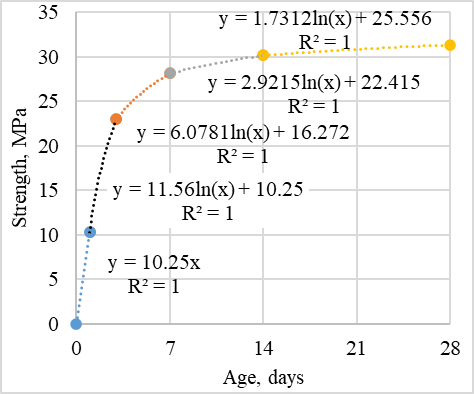 y = 1.7312ln(x) + 25.556
R² = 1
y = 2.9215ln(x) + 22.415
R² = 1
y = 6.0781ln(x) + 16.272
R² = 1
y = 11.56ln(x) + 10.25
R² = 1
y = 10.25x
R² = 1
35
30
25
20
15
10
5
0
Strength, MPa
0 7 14 21 28
Age, days